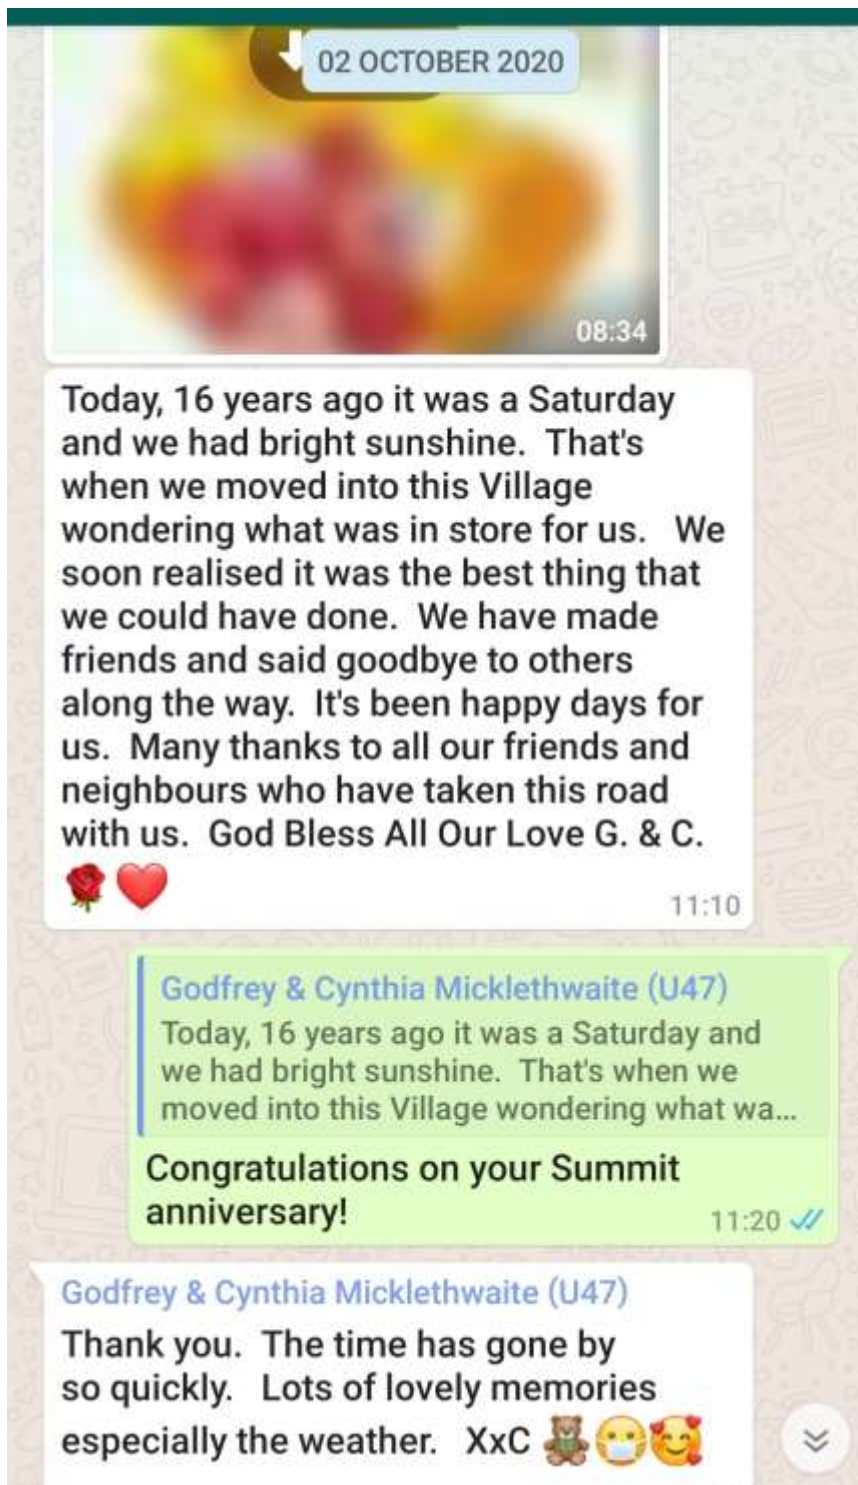 02 OCTOBER 2020
08:34
Today, 16 years ago it was a Saturday
and we had bright sunshine.  That's
when we moved into this Village
wondering what was in store for us.   We
soon realised it was the best thing that
we could have done.  We have made
friends and said goodbye to others
along the way.  It's been happy days for
us.  Many thanks to all our friends and
neighbours who have taken this road
with us.  God Bless All Our Love G. & C.
🌹❤️
11:10
Godfrey & Cynthia Micklethwaite (U47)
Today, 16 years ago it was a Saturday and
we had bright sunshine.  That's when we
moved into this Village wondering what wa...
Congratulations on your Summit
anniversary!
11:20
Godfrey & Cynthia Micklethwaite (U47)
Thank you.  The time has gone by
so quickly.   Lots of lovely memories
especially the weather.   XxC 🧸😷🥰